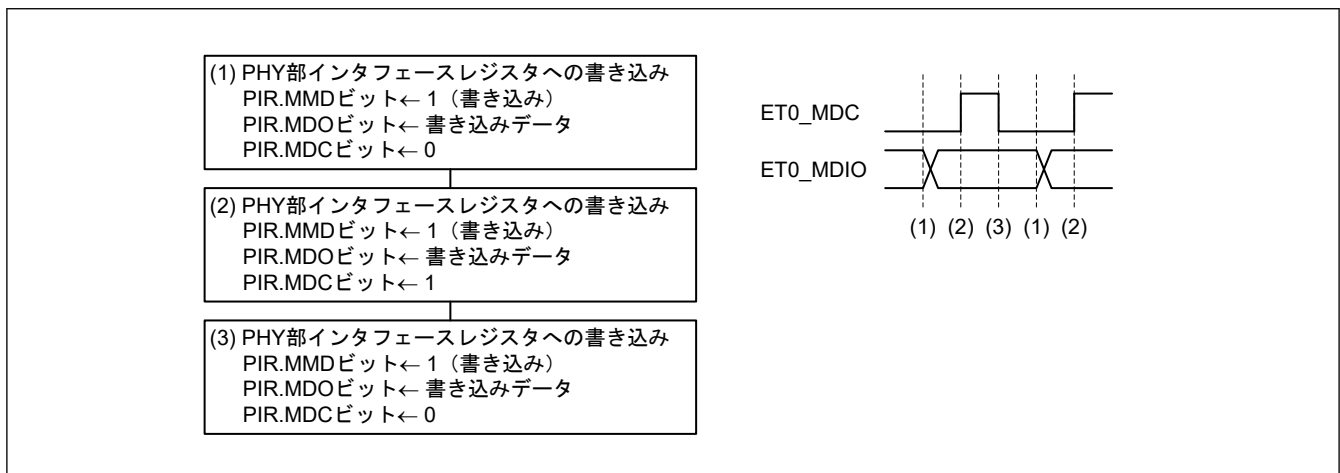 (1) PHY部インタフェースレジスタへの書き込み
PIR.MMDビット← 1（書き込み）
PIR.MDOビット← 書き込みデータ
PIR.MDCビット← 0
(2) PHY部インタフェースレジスタへの書き込み
PIR.MMDビット← 1（書き込み）
PIR.MDOビット← 書き込みデータ
PIR.MDCビット← 1
(3) PHY部インタフェースレジスタへの書き込み
PIR.MMDビット← 1（書き込み）
PIR.MDOビット← 書き込みデータ
PIR.MDCビット← 0
ET0_MDC
ET0_MDIO
(1) (2) (3) (1) (2)